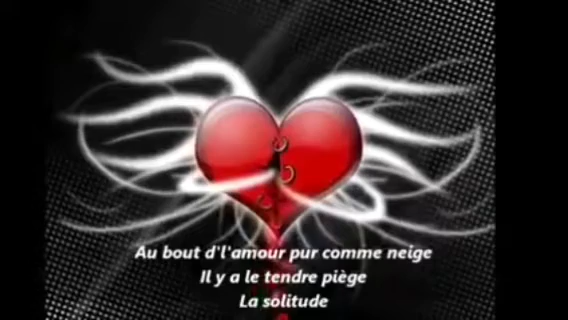 Au bout d'l'amour pur comme neige
Il y a le tendre piège
La solitude